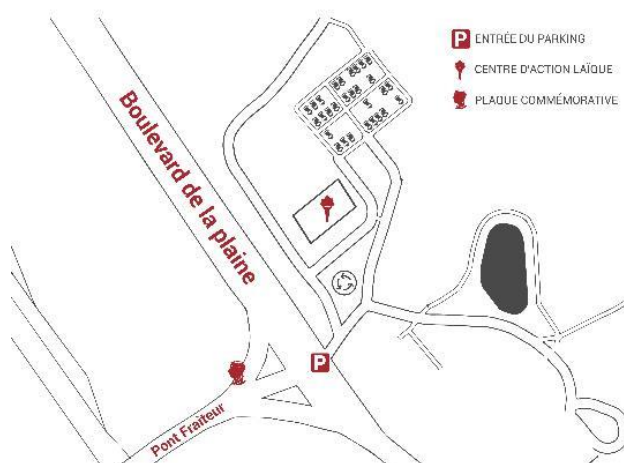 P ENTRÉE DU PARKING
CENTRE D'ACTION LAÏQUE
PLAQUE COMMÉMORATIVE
Boulevard de la plaine
P
Pont Fraiteur